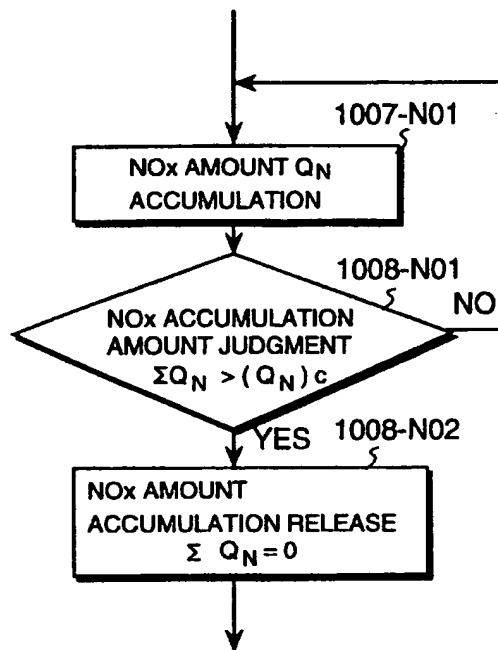 1007-N01
NOx AMOUNT QN
ACCUMULATION
1008-N01
NO
NOx ACCUMULATION
AMOUNT JUDGMENT
ΣQN > (QN) c
YES
1008-N02
NOx AMOUNT
ACCUMULATION RELEASE
Σ QN = 0